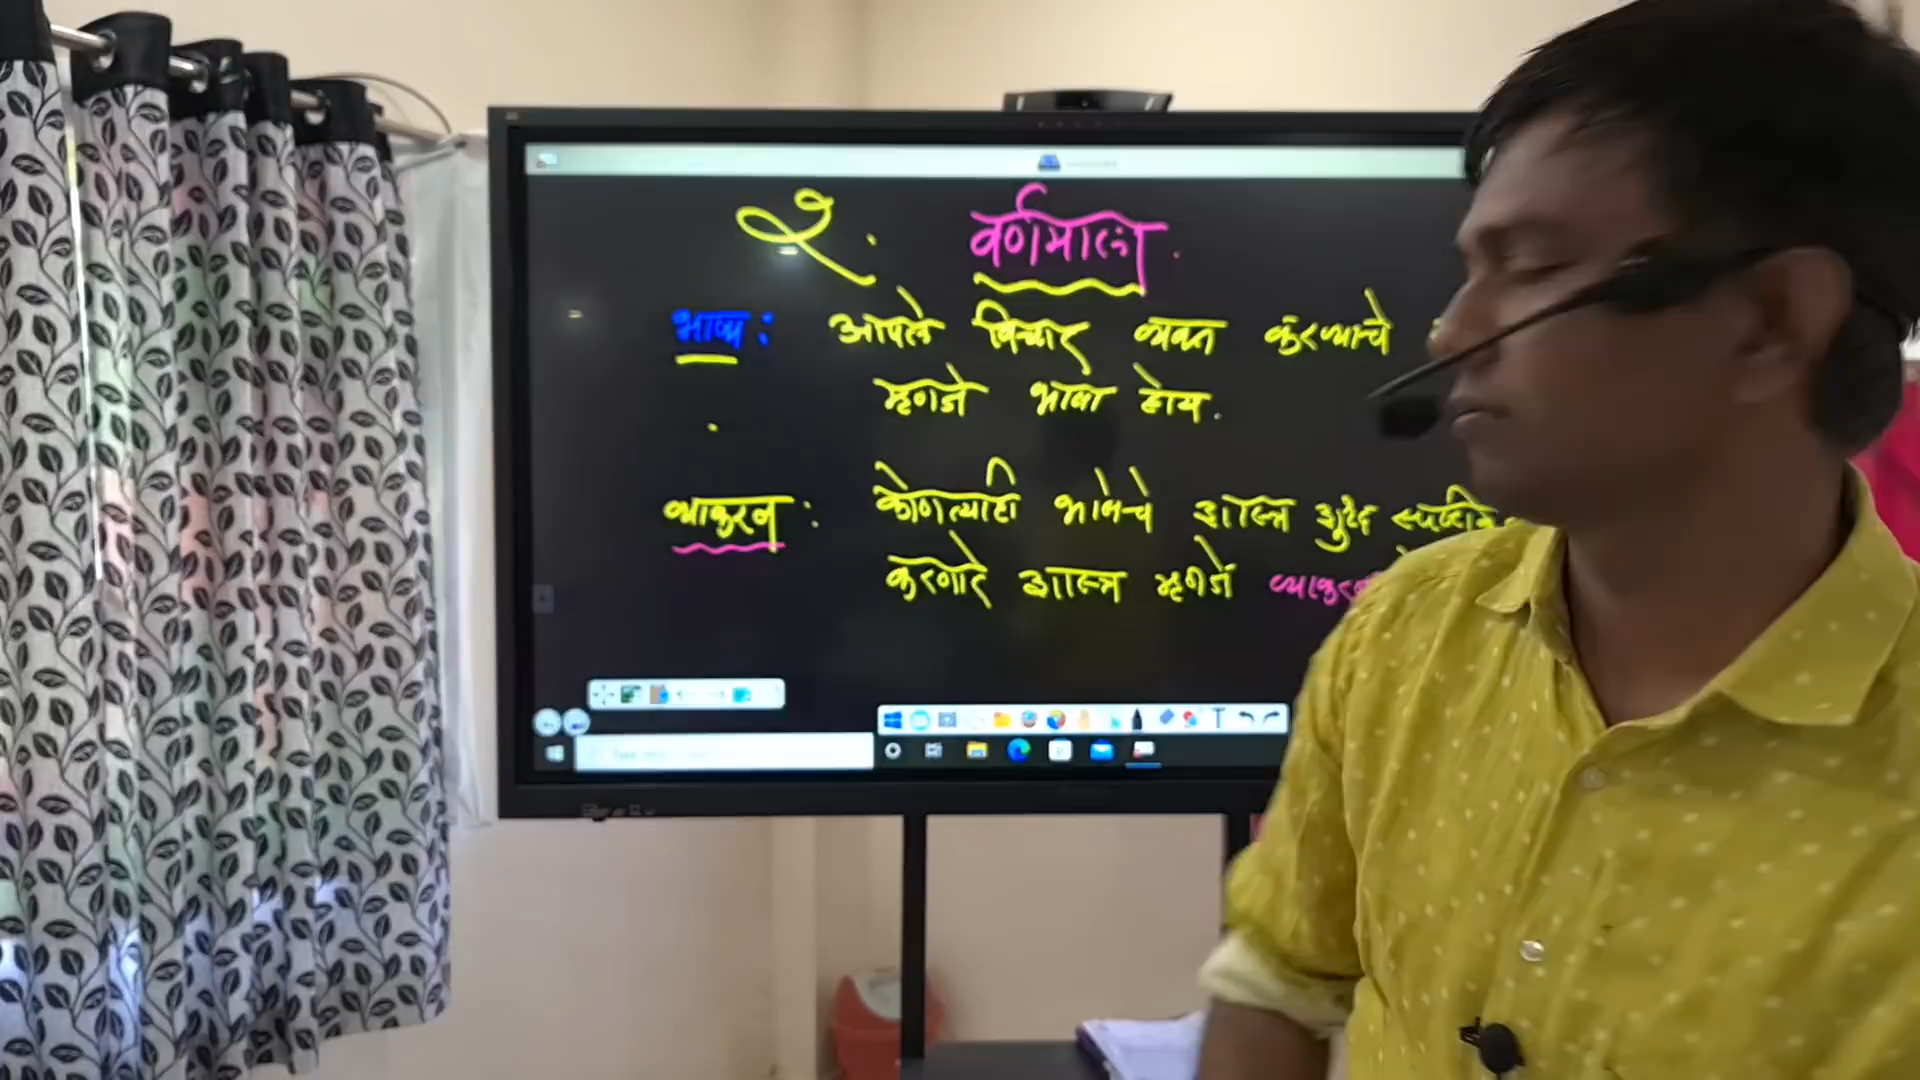 १. वर्णमाला.
भाषा : आपले विचार व्यक्त करण्याचे
म्हणजे भाषा होय.
व्याकरण : कोणत्याही भाषेचे शास्त्र शुद्ध
करणारे शास्त्र म्हणजे